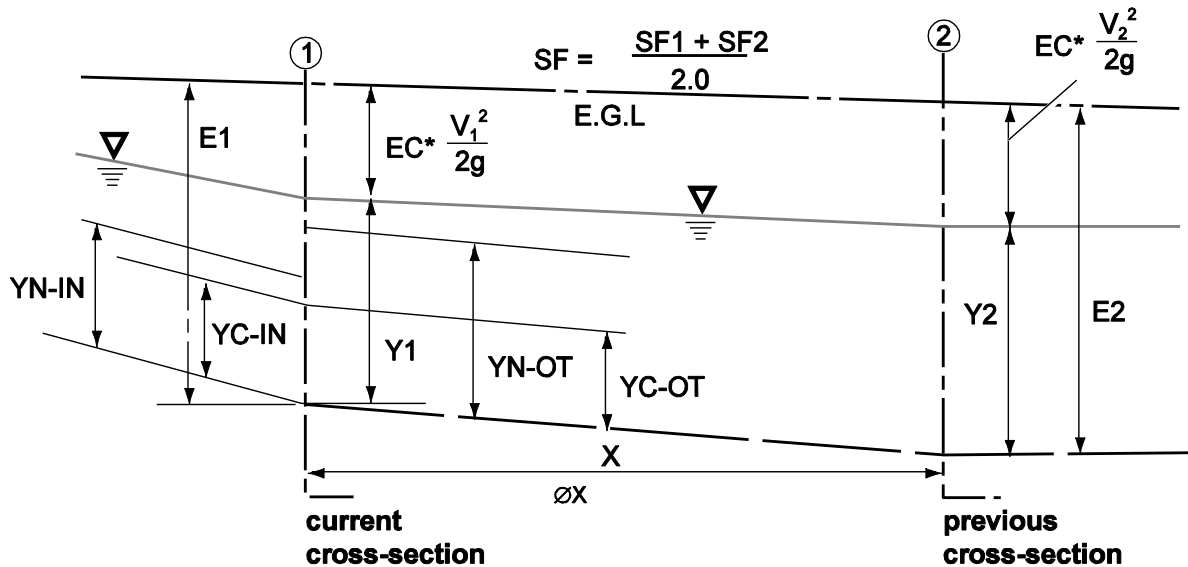 1
2
SF = SF1 + SF2
2.0
EC* V₂²
2g
E.G.L
E1
EC* V₁²
2g
YN-IN
YC-IN
Y1
YN-OT
YC-OT
Y2
E2
X
∅X
current
cross-section
previous
cross-section